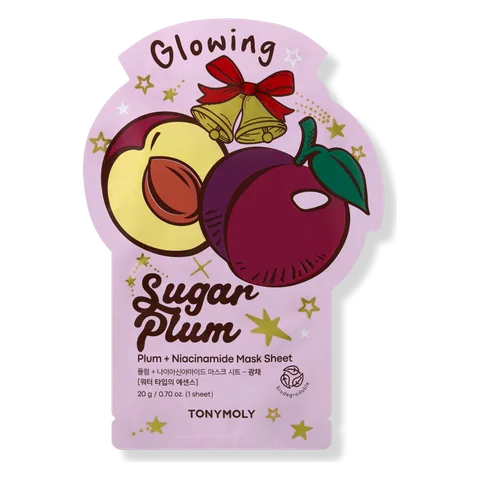 Glowing
Sugar
Plum
Plum + Niacinamide Mask Sheet
플럼 + 나이아신아마이드 마스크 시트 - 광채
[워터 타입의 에센스]
20 g / 0.70 oz. (1 sheet)
biodegradable
TONYMOLY